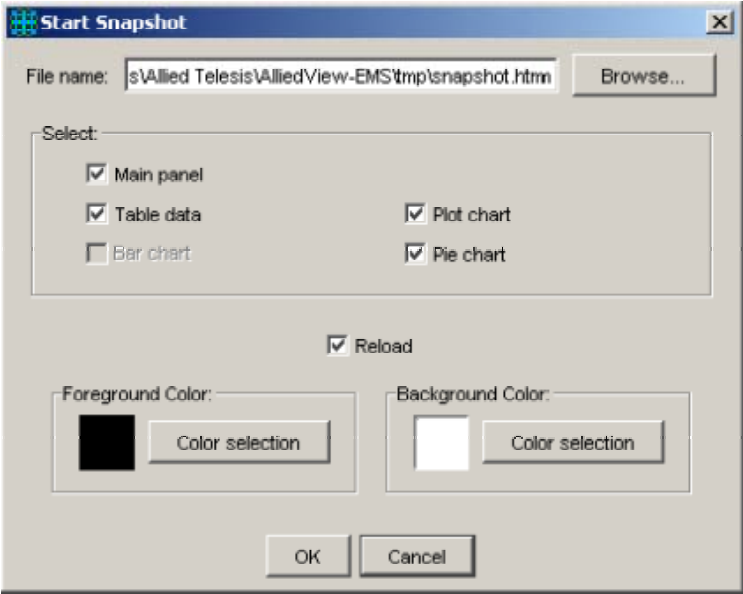 Start Snapshot
File name: s\Allied Telesis\AlliedView-EMS\tmp\snapshot.htm Browse...
Select:
Main panel
Table data Plot chart
Bar chart Pie chart
Reload
Foreground Color: Background Color:
Color selection Color selection
OK Cancel